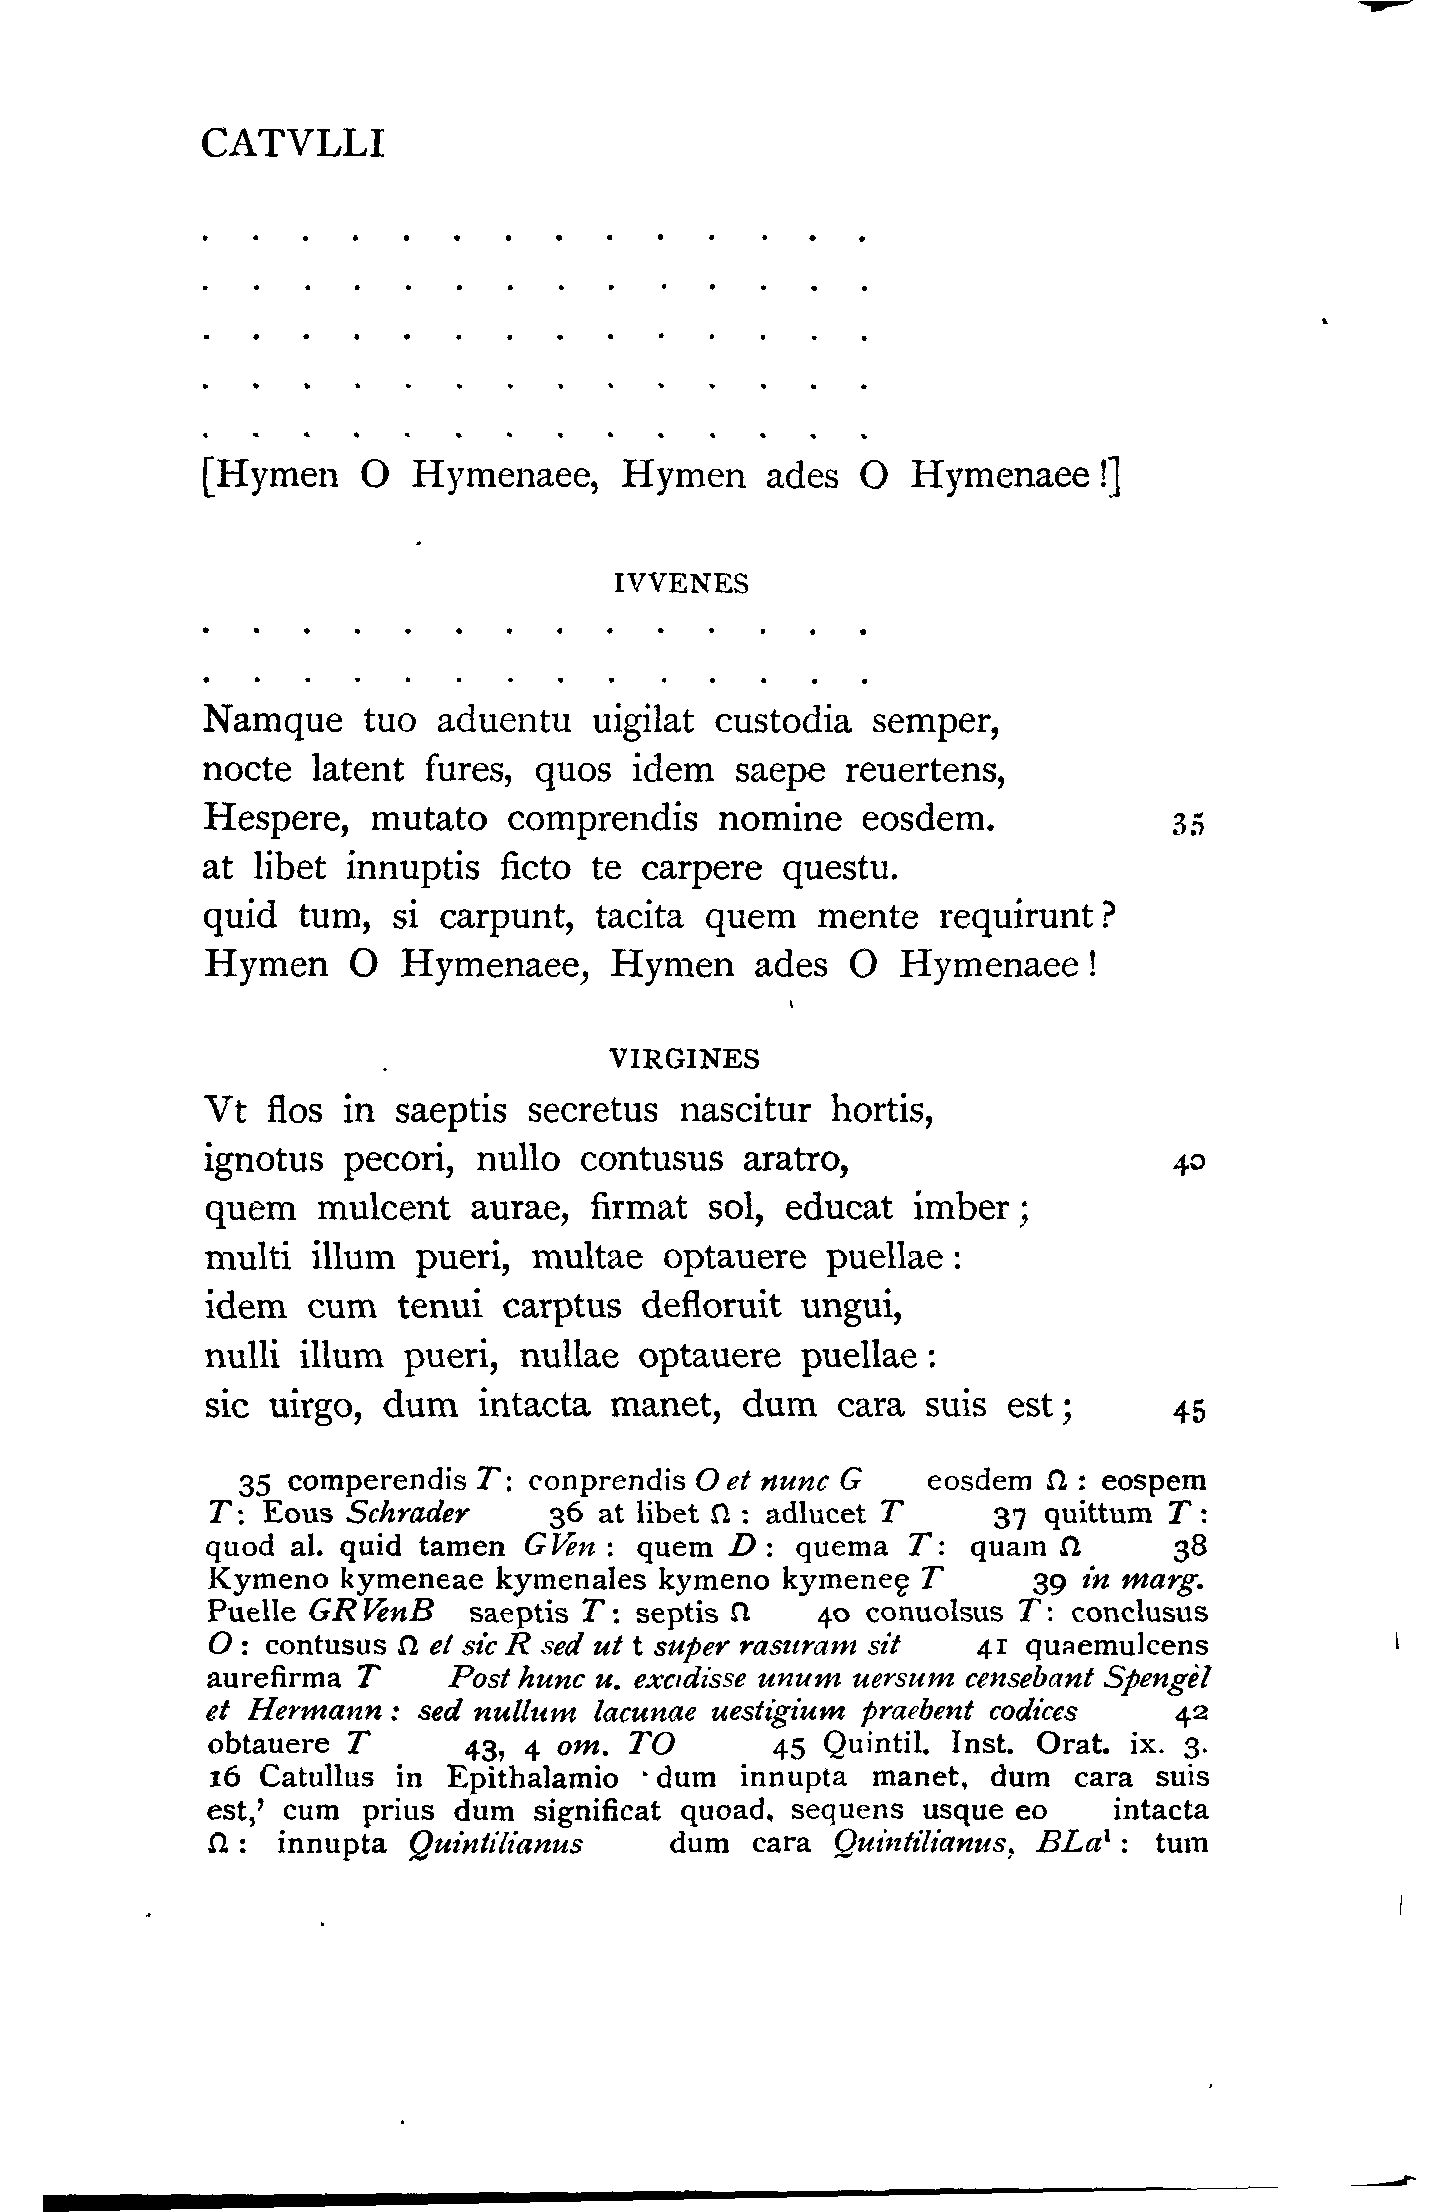 CATVLLI
. . . . . . . . . . . . . .
. . . . . . . . . . . . . .
. . . . . . . . . . . . . .
. . . . . . . . . . . . . .
. . . . . . . . . . . . . .
[Hymen O Hymenaee, Hymen ades O Hymenaee!]
IVVENES
. . . . . . . . . . . . . .
. . . . . . . . . . . . . .
Namque tuo aduentu uigilat custodia semper,
nocte latent fures, quos idem saepe reuertens,
Hespere, mutato comprendis nomine eosdem. 35
at libet innuptis ficto te carpere questu.
quid tum, si carpunt, tacita quem mente requirunt?
Hymen O Hymenaee, Hymen ades O Hymenaee!
VIRGINES
Vt flos in saeptis secretus nascitur hortis,
ignotus pecori, nullo contusus aratro, 40
quem mulcent aurae, firmat sol, educat imber;
multi illum pueri, multae optauere puellae:
idem cum tenui carptus defloruit ungui,
nulli illum pueri, nullae optauere puellae:
sic uirgo, dum intacta manet, dum cara suis est; 45
35 comperendis T: conprendis O et nunc G eosdem Ω : eospem
T: Eous Schrader 36 at libet Ω : adlucet T 37 quittum T :
quod al. quid tamen GVen : quem D : quema T : quam Ω 38
Kymeno kymeneae kymenales kymeno kymeneę T 39 in marg.
Puelle GRVenB saeptis T : septis Ω 40 conuolsus T : conclusus
O : contusus Ω et sic R sed ut t super rasuram sit 41 quaemulcens
aurefirma T Post hunc u. excidisse unum uersum censebant Spengel
et Hermann : sed nullum lacunae uestigium praebent codices 42
obtauere T 43, 4 om. TO 45 Quintil. Inst. Orat. ix. 3.
16 Catullus in Epithalamio ‘dum innupta manet, dum cara suis
est,’ cum prius dum significat quoad, sequens usque eo intacta
Ω : innupta Quintilianus dum cara Quintilianus, BLa¹ : tum